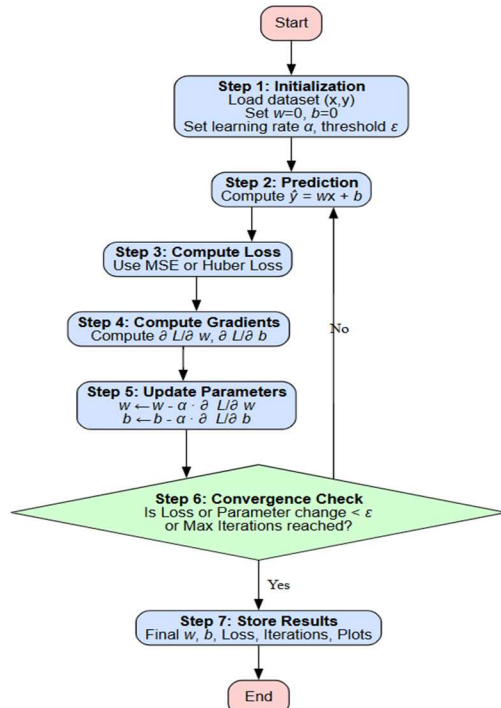 Start
Step 1: Initialization
Load dataset (x,y)
Set w=0, b=0
Set learning rate α, threshold ε
Step 2: Prediction
Compute ŷ = wx + b
Step 3: Compute Loss
Use MSE or Huber Loss
Step 4: Compute Gradients
Compute ∂ L/∂ w, ∂ L/∂ b
No
Step 5: Update Parameters
w ← w - α · ∂ L/∂ w
b ← b - α · ∂ L/∂ b
Step 6: Convergence Check
Is Loss or Parameter change < ε
or Max Iterations reached?
Yes
Step 7: Store Results
Final w, b, Loss, Iterations, Plots
End